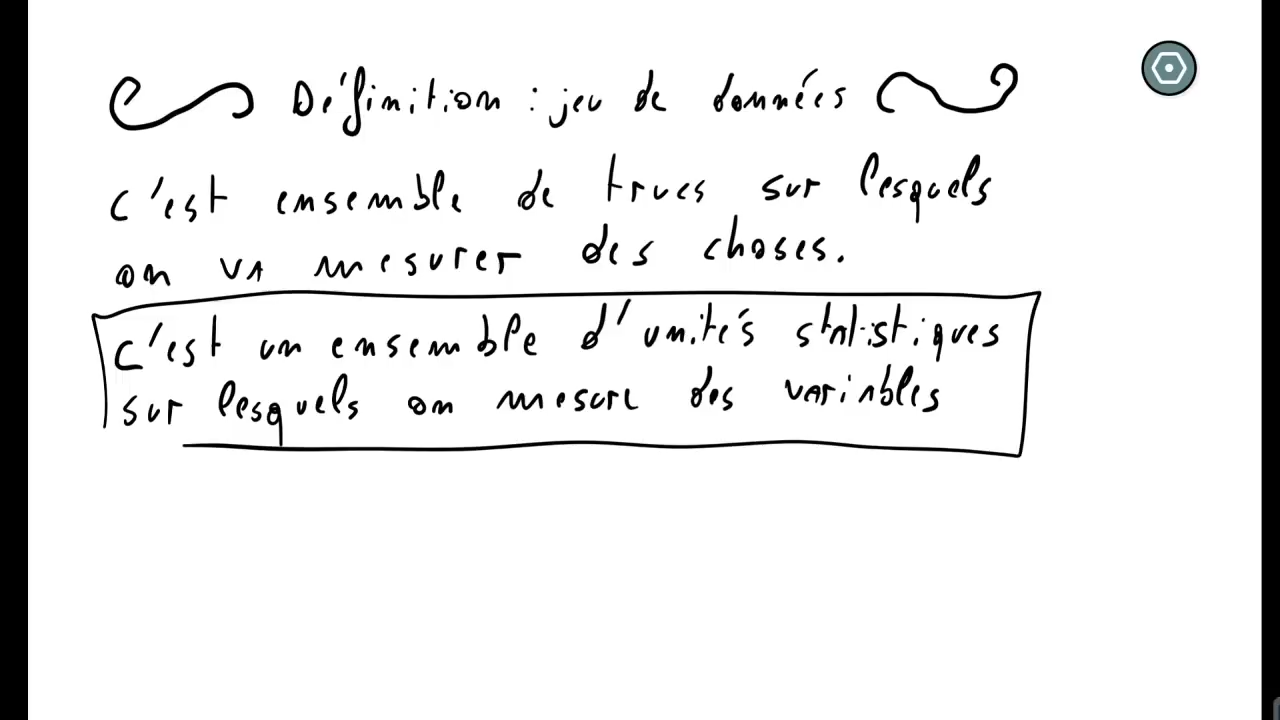 Définition : jeu de données
c'est ensemble de trucs sur lesquels
on va mesurer des choses.
c'est un ensemble d'unités statistiques
sur lesquels on mesure des variables